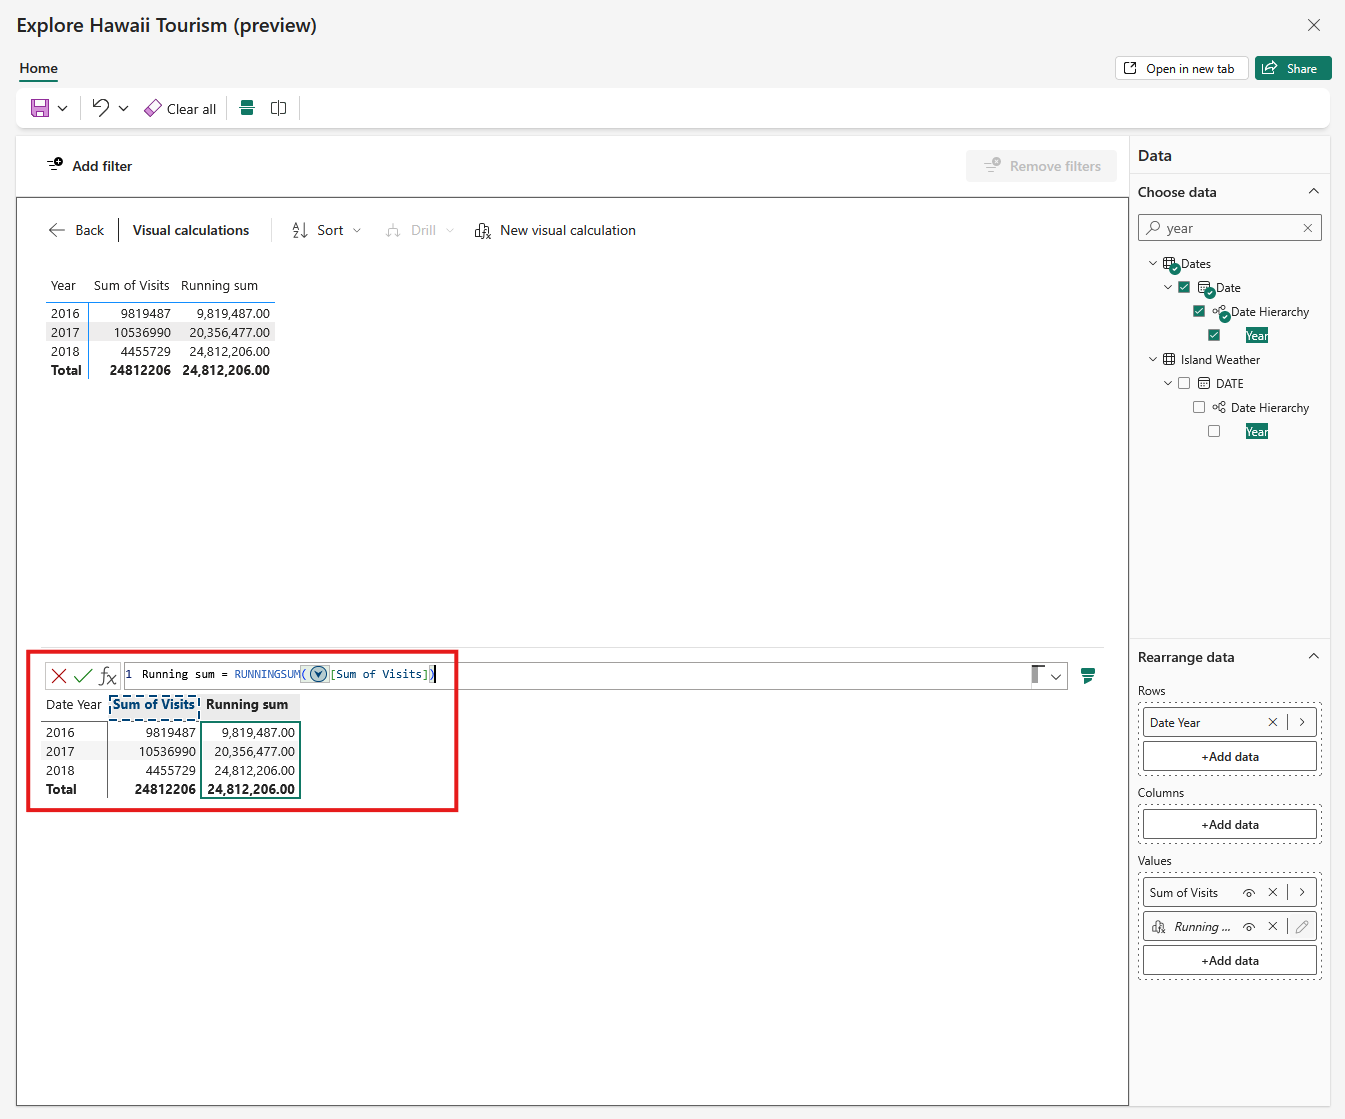 Explore Hawaii Tourism (preview)
Home
Open in new tab
Share
Clear all
Add filter
Remove filters
Back
Visual calculations
Sort
Drill
New visual calculation
Year Sum of Visits Running sum
2016 9819487 9,819,487.00
2017 10536990 20,356,477.00
2018 4455729 24,812,206.00
Total 24812206 24,812,206.00
1 Running sum = RUNNINGSUM([Sum of Visits])
Date Year Sum of Visits Running sum
2016 9819487 9,819,487.00
2017 10536990 20,356,477.00
2018 4455729 24,812,206.00
Total 24812206 24,812,206.00
Data
Choose data
year
Dates
Date
Date Hierarchy
Year
Island Weather
DATE
Date Hierarchy
Year
Rearrange data
Rows
Date Year
+Add data
Columns
+Add data
Values
Sum of Visits
Running ...
+Add data